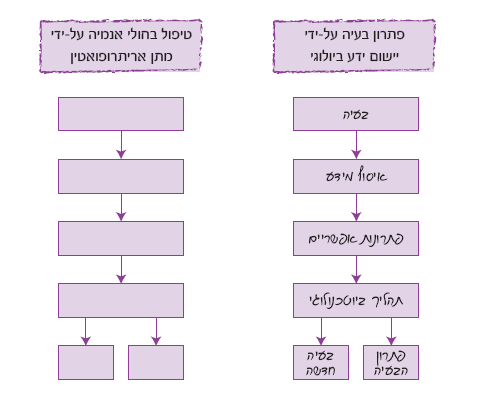 פתרון בעיה על-ידי
יישום ידע ביולוגי
בעיה
איסוף מידע
פתרונות אפשריים
תהליך ביוטכנולוגי
פתרון
הבעיה
בעיה
חדשה
טיפול בחולי אנמיה על-ידי
מתן אריתרופואטין